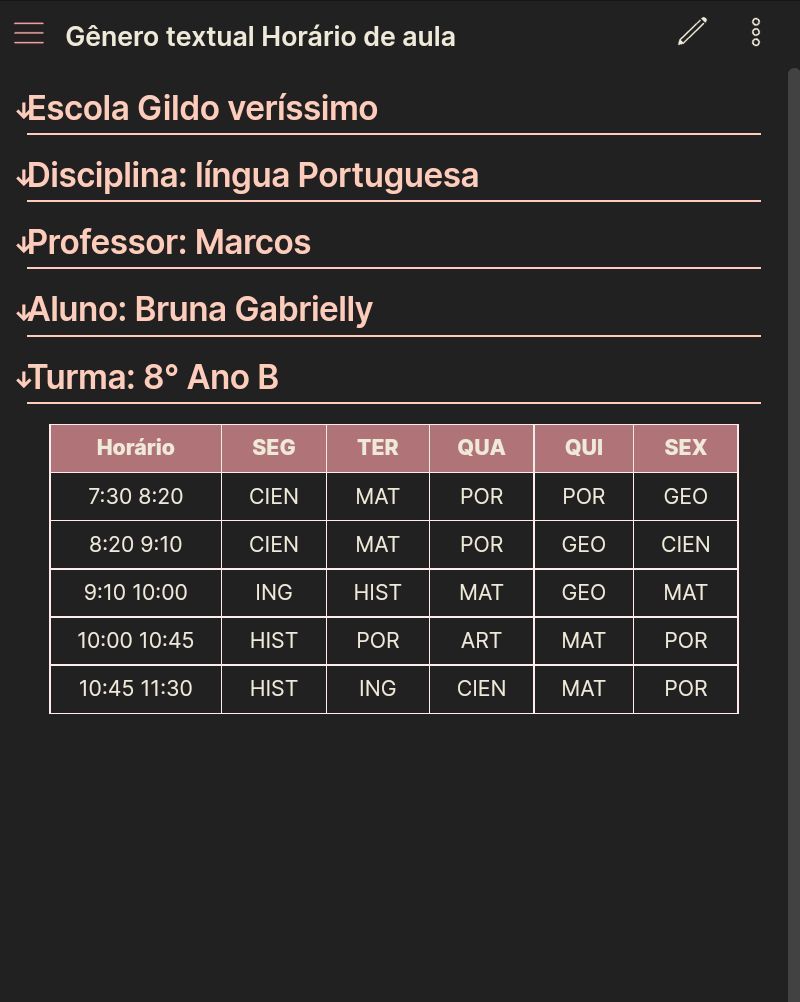 Gênero textual Horário de aula
Escola Gildo veríssimo
Disciplina: língua Portuguesa
Professor: Marcos
Aluno: Bruna Gabrielly
Turma: 8° Ano B
Horário SEG TER QUA QUI SEX
7:30 8:20 CIEN MAT POR POR GEO
8:20 9:10 CIEN MAT POR GEO CIEN
9:10 10:00 ING HIST MAT GEO MAT
10:00 10:45 HIST POR ART MAT POR
10:45 11:30 HIST ING CIEN MAT POR